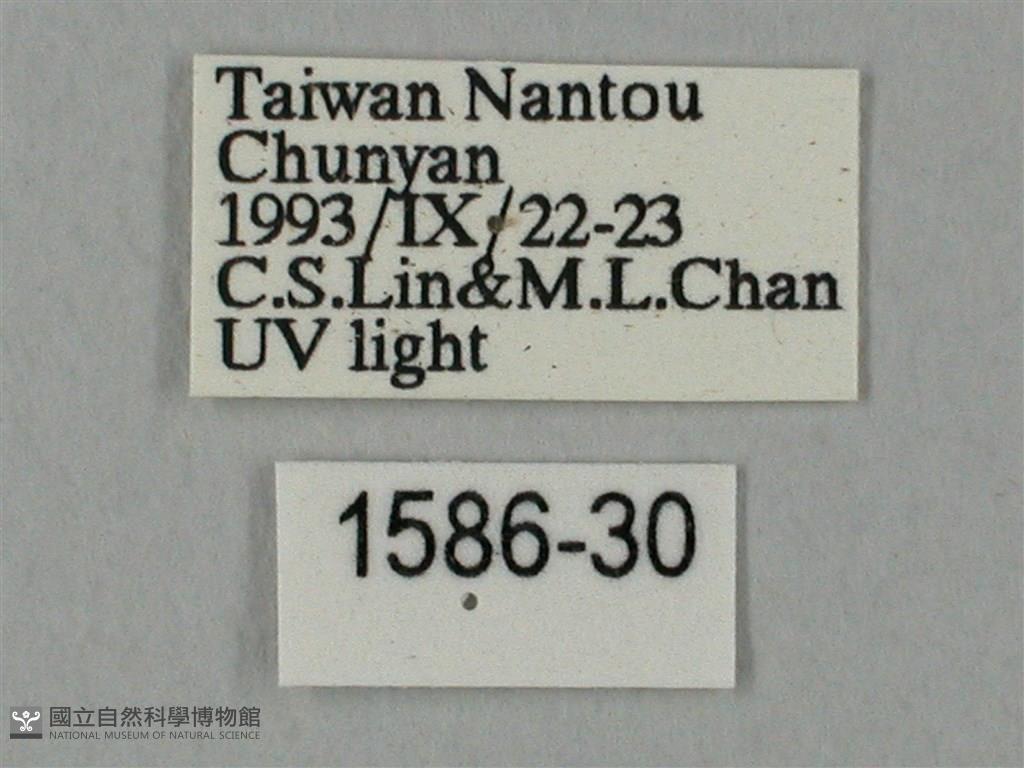 Taiwan Nantou
Chunyan
1993/IX/22-23
C.S.Lin&M.L.Chan
UV light
1586-30
國立自然科學博物館
NATIONAL MUSEUM OF NATURAL SCIENCE